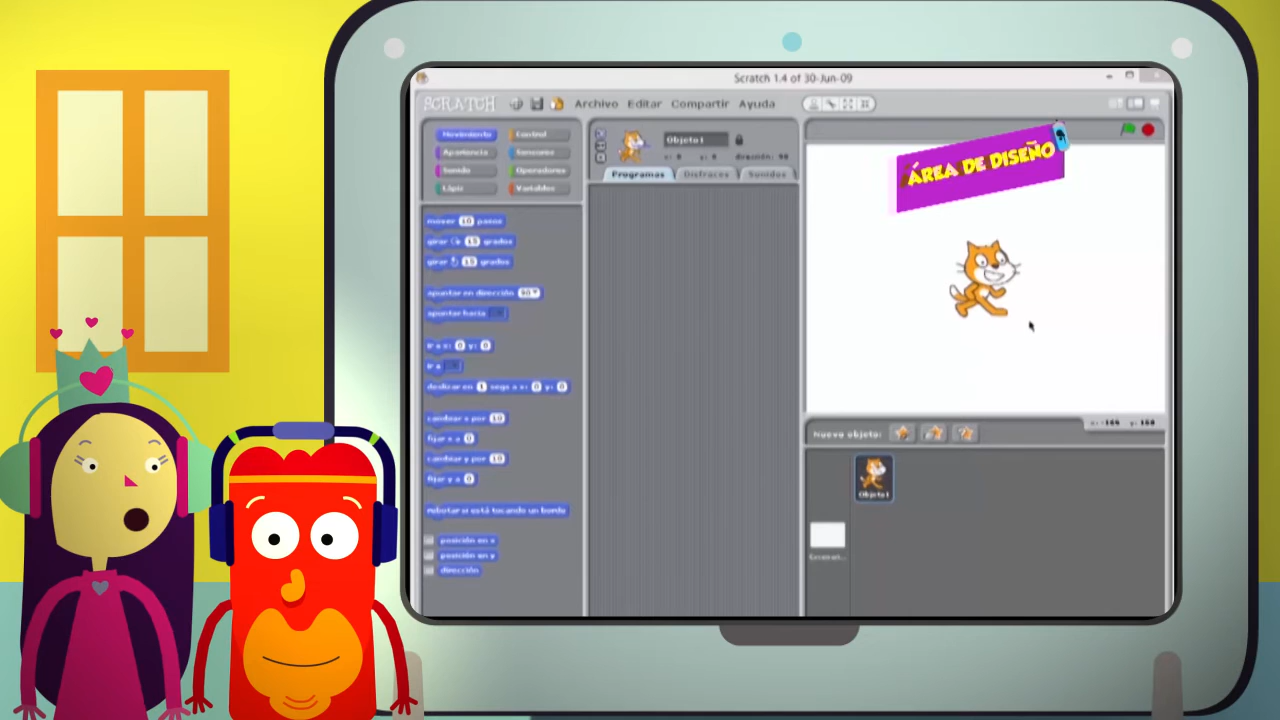 Scratch 1.4 of 30-Jun-09
SCRATCH Archivo Editar Compartir Ayuda
Movimiento Control
Apariencia Sensores
Sonido Operadores
Lápiz Variables
Objeto1
Programas Disfraces Sonidos
ÁREA DE DISEÑO
mover 10 pasos
girar 15 grados
girar 15 grados
apuntar en dirección 90
apuntar hacia
ir a x: 0 y: 0
ir a
deslizar en 1 segs a x: 0 y: 0
cambiar x por 10
fijar x a 0
cambiar y por 10
fijar y a 0
rebotar si está tocando un borde
posición en x
posición en y
dirección
Nuevo objeto:
Objeto1